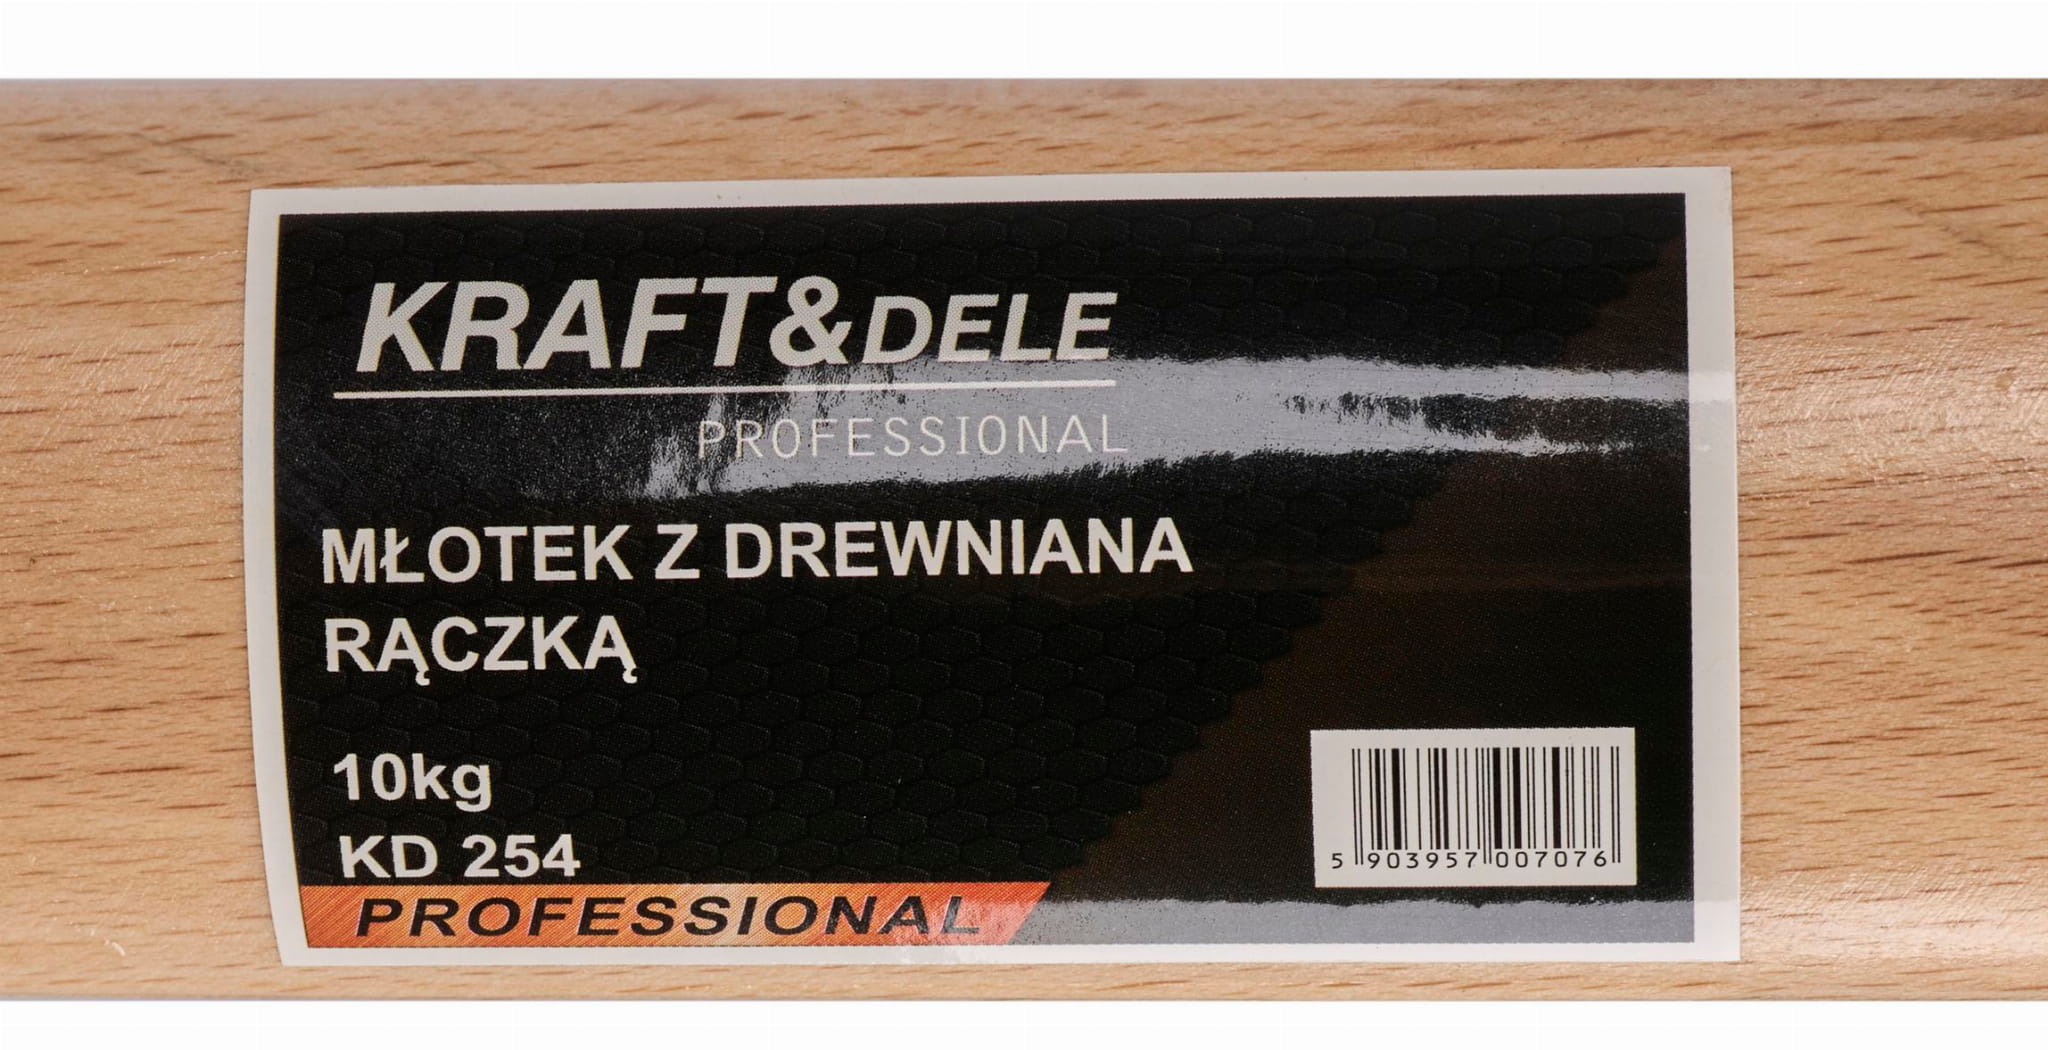 KRAFT&DELE
PROFESSIONAL
MŁOTEK Z DREWNIANA
RĄCZKĄ
10kg
KD 254
PROFESSIONAL
5 903957 007076